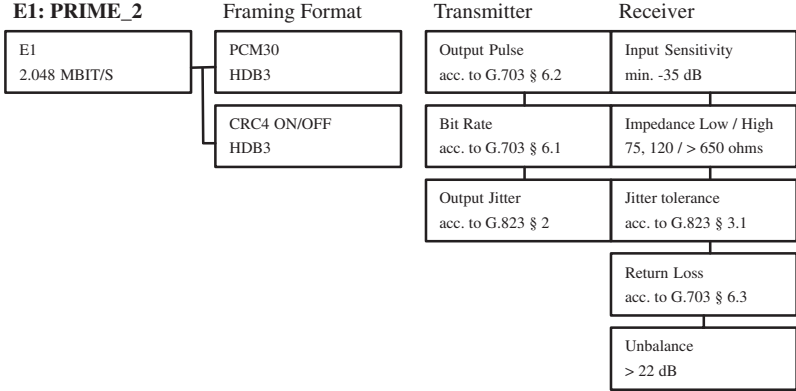 E1: PRIME_2
Framing Format
Transmitter
Receiver
E1
2.048 MBIT/S
PCM30
HDB3
CRC4 ON/OFF
HDB3
Output Pulse
acc. to G.703 § 6.2
Bit Rate
acc. to G.703 § 6.1
Output Jitter
acc. to G.823 § 2
Input Sensitivity
min. -35 dB
Impedance Low / High
75, 120 / > 650 ohms
Jitter tolerance
acc. to G.823 § 3.1
Return Loss
acc. to G.703 § 6.3
Unbalance
> 22 dB